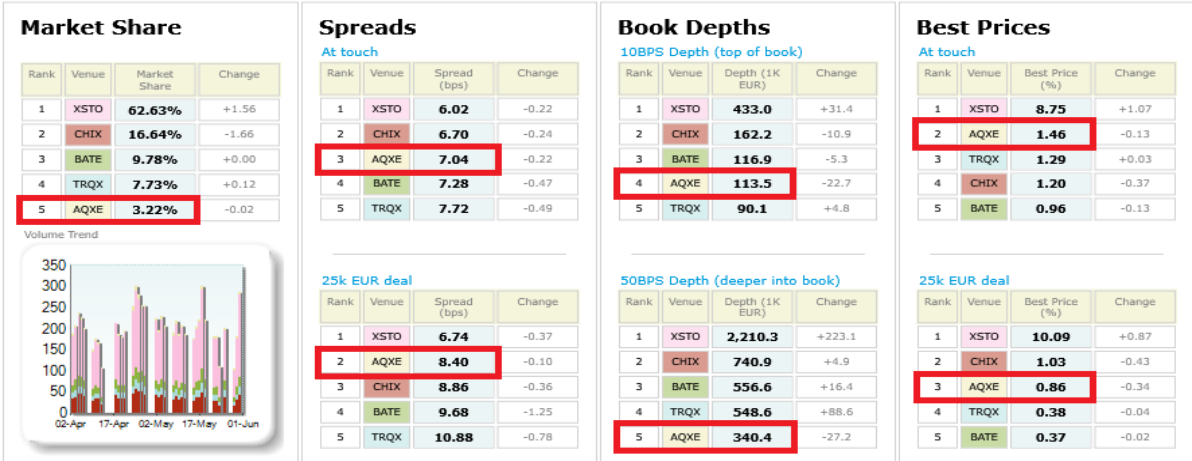 Market Share
Rank Venue Market Share Change
1 XSTO 62.63% +1.56
2 CHIX 16.64% -1.66
3 BATE 9.78% +0.00
4 TRQX 7.73% +0.12
5 AQXE 3.22% -0.02
Volume Trend
350
300
250
200
150
100
50
0
02-Apr 17-Apr 02-May 17-May 01-Jun
Spreads
At touch
Rank Venue Spread (bps) Change
1 XSTO 6.02 -0.22
2 CHIX 6.70 -0.24
3 AQXE 7.04 -0.22
4 BATE 7.28 -0.47
5 TRQX 7.72 -0.49
25k EUR deal
Rank Venue Spread (bps) Change
1 XSTO 6.74 -0.37
2 AQXE 8.40 -0.10
3 CHIX 8.86 -0.36
4 BATE 9.68 -1.25
5 TRQX 10.88 -0.78
Book Depths
10BPS Depth (top of book)
Rank Venue Depth (1K EUR) Change
1 XSTO 433.0 +31.4
2 CHIX 162.2 -10.9
3 BATE 116.9 -5.3
4 AQXE 113.5 -22.7
5 TRQX 90.1 +4.8
50BPS Depth (deeper into book)
Rank Venue Depth (1K EUR) Change
1 XSTO 2,210.3 +223.1
2 CHIX 740.9 +4.9
3 BATE 556.6 +16.4
4 TRQX 548.6 +88.6
5 AQXE 340.4 -27.2
Best Prices
At touch
Rank Venue Best Price (%) Change
1 XSTO 8.75 +1.07
2 AQXE 1.46 -0.13
3 TRQX 1.29 +0.03
4 CHIX 1.20 -0.37
5 BATE 0.96 -0.13
25k EUR deal
Rank Venue Best Price (%) Change
1 XSTO 10.09 +0.87
2 CHIX 1.03 -0.43
3 AQXE 0.86 -0.34
4 TRQX 0.38 -0.04
5 BATE 0.37 -0.02